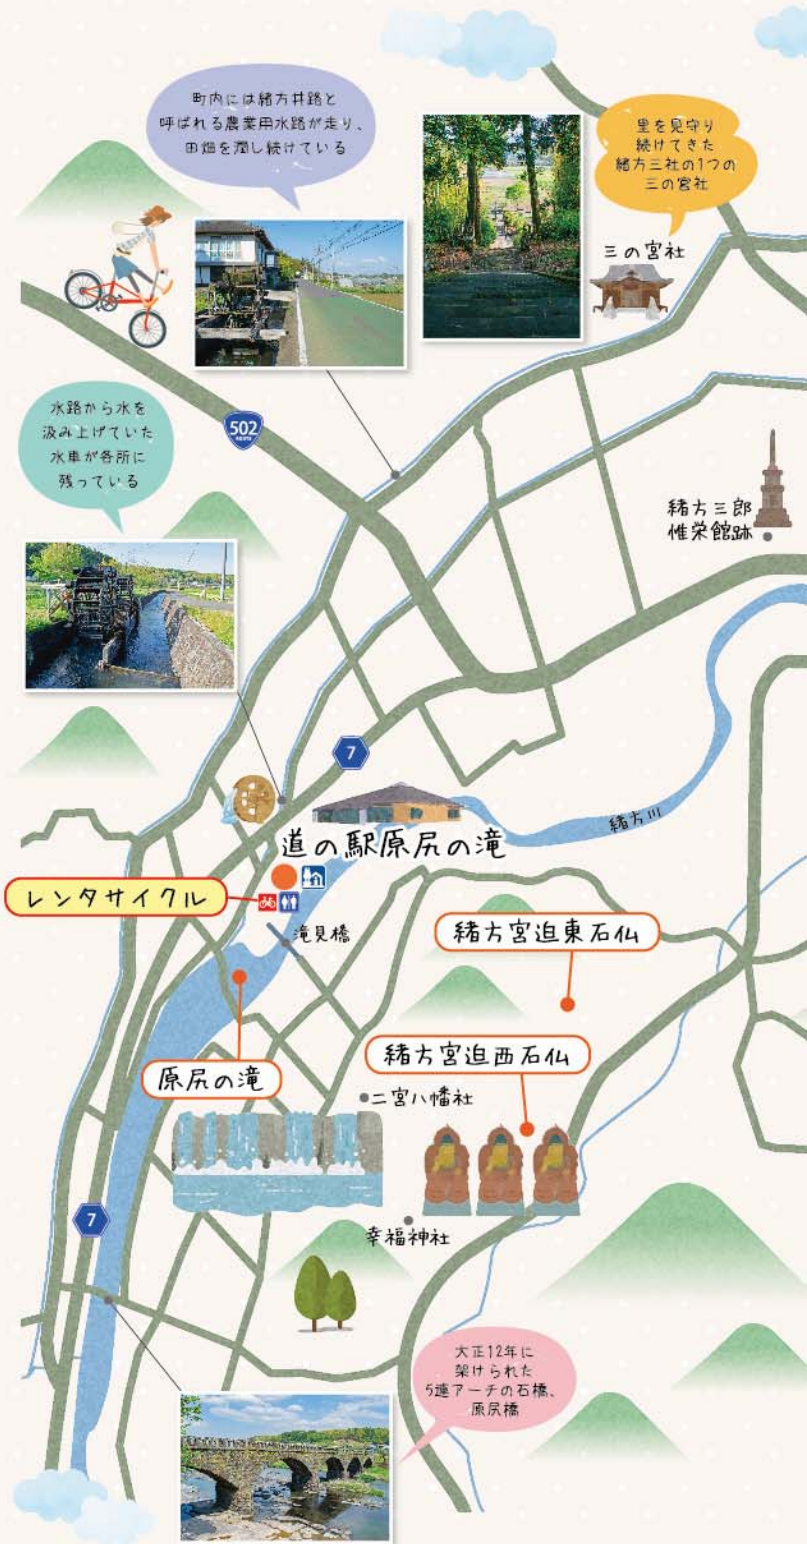 町内には緒方井路と
呼ばれる農業用水路が走り、
田畑を潤し続けている
里を見守り
続けてきた
緒方三社の1つの
三の宮社
三の宮社
水路から水を
汲み上げていた
水車が各所に
残っている
502
緒方三郎
惟栄館跡
7
緒方川
道の駅原尻の滝
レンタサイクル
滝見橋
緒方宮迫東石仏
緒方宮迫西石仏
原尻の滝
二宮八幡社
7
幸福神社
大正12年に
架けられた
5連アーチの石橋、
原尻橋